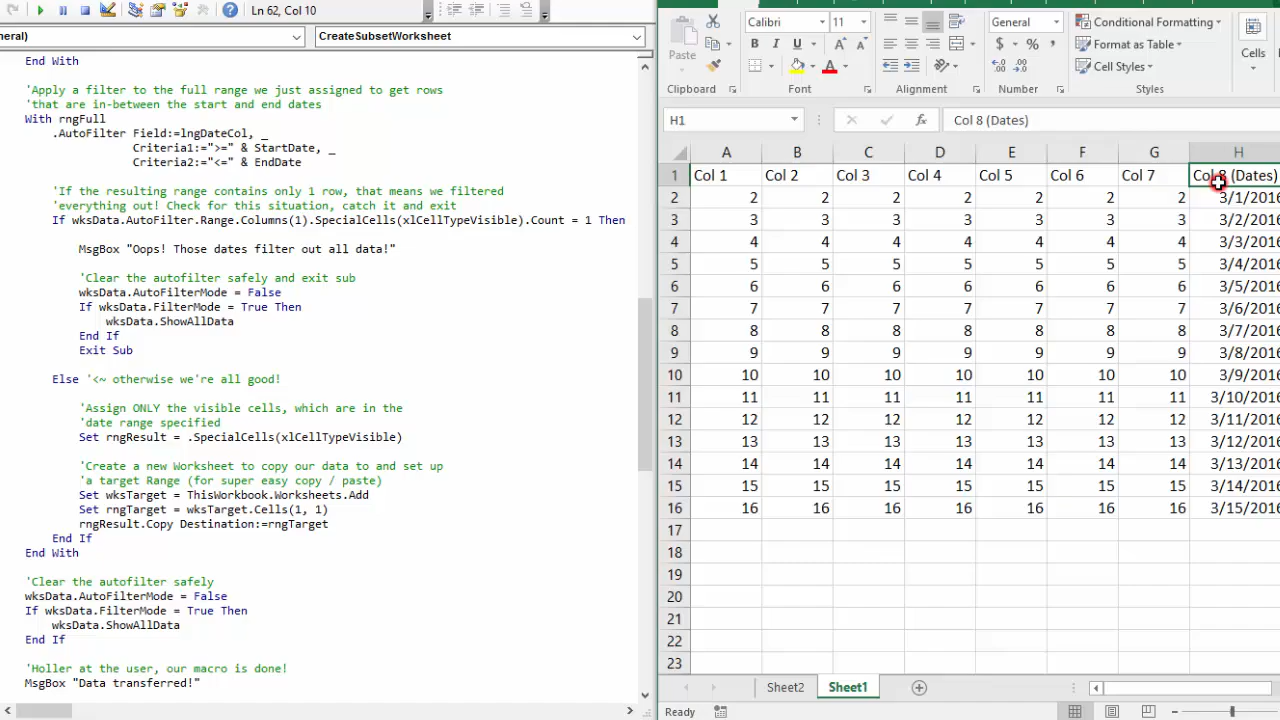 Ln 62, Col 10
eneral)
CreateSubsetWorksheet
End With
'Apply a filter to the full range we just assigned to get rows
'that are in-between the start and end dates
With rngFull
.AutoFilter Field:=lngDateCol, _
Criteria1:=">=" & StartDate, _
Criteria2:="<=" & EndDate
'If the resulting range contains only 1 row, that means we filtered
'everything out! Check for this situation, catch it and exit
If wksData.AutoFilter.Range.Columns(1).SpecialCells(xlCellTypeVisible).Count = 1 Then
MsgBox "Oops! Those dates filter out all data!"
'Clear the autofilter safely and exit sub
wksData.AutoFilterMode = False
If wksData.FilterMode = True Then
wksData.ShowAllData
End If
Exit Sub
Else '<~ otherwise we're all good!
'Assign ONLY the visible cells, which are in the
'date range specified
Set rngResult = .SpecialCells(xlCellTypeVisible)
'Create a new Worksheet to copy our data to and set up
'a target Range (for super easy copy / paste)
Set wksTarget = ThisWorkbook.Worksheets.Add
Set rngTarget = wksTarget.Cells(1, 1)
rngResult.Copy Destination:=rngTarget
End If
End With
'Clear the autofilter safely
wksData.AutoFilterMode = False
If wksData.FilterMode = True Then
wksData.ShowAllData
End If
'Holler at the user, our macro is done!
MsgBox "Data transferred!"
Paste
Calibri 11
B I U A A
A
General
$ % ,
Conditional Formatting
Format as Table
Cell Styles
Cells
Clipboard Font Alignment Number Styles
H1 fx Col 8 (Dates)
A B C D E F G H
1 Col 1 Col 2 Col 3 Col 4 Col 5 Col 6 Col 7 Col 8 (Dates)
2 2 2 2 2 2 2 2 3/1/2016
3 3 3 3 3 3 3 3 3/2/2016
4 4 4 4 4 4 4 4 3/3/2016
5 5 5 5 5 5 5 5 3/4/2016
6 6 6 6 6 6 6 6 3/5/2016
7 7 7 7 7 7 7 7 3/6/2016
8 8 8 8 8 8 8 8 3/7/2016
9 9 9 9 9 9 9 9 3/8/2016
10 10 10 10 10 10 10 10 3/9/2016
11 11 11 11 11 11 11 11 3/10/2016
12 12 12 12 12 12 12 12 3/11/2016
13 13 13 13 13 13 13 13 3/12/2016
14 14 14 14 14 14 14 14 3/13/2016
15 15 15 15 15 15 15 15 3/14/2016
16 16 16 16 16 16 16 16 3/15/2016
17
18
19
20
21
22
23
Sheet2 Sheet1
Ready